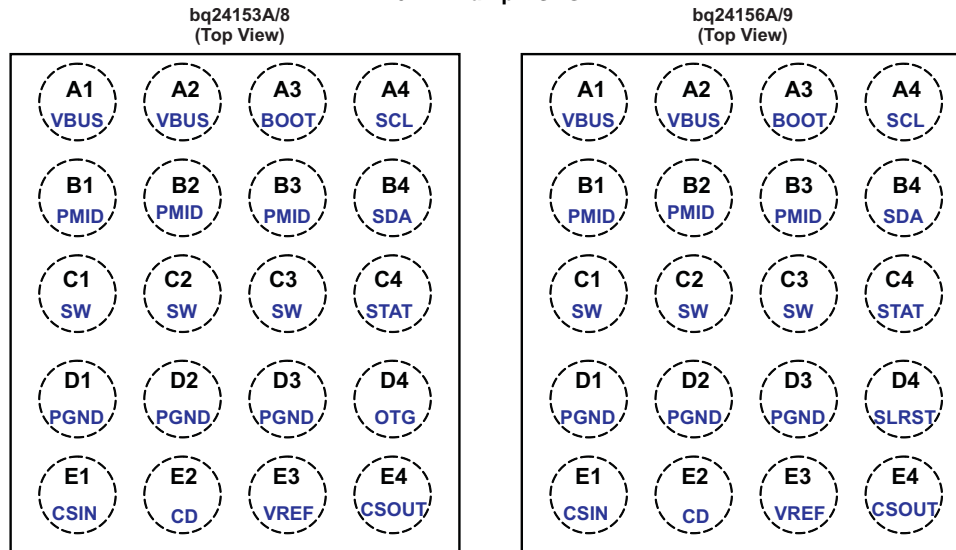 bq24153A/8
(Top View)
A1 A2 A3 A4
VBUS VBUS BOOT SCL
B1 B2 B3 B4
PMID PMID PMID SDA
C1 C2 C3 C4
SW SW SW STAT
D1 D2 D3 D4
PGND PGND PGND OTG
E1 E2 E3 E4
CSIN CD VREF CSOUT
bq24156A/9
(Top View)
A1 A2 A3 A4
VBUS VBUS BOOT SCL
B1 B2 B3 B4
PMID PMID PMID SDA
C1 C2 C3 C4
SW SW SW STAT
D1 D2 D3 D4
PGND PGND PGND SLRST
E1 E2 E3 E4
CSIN CD VREF CSOUT